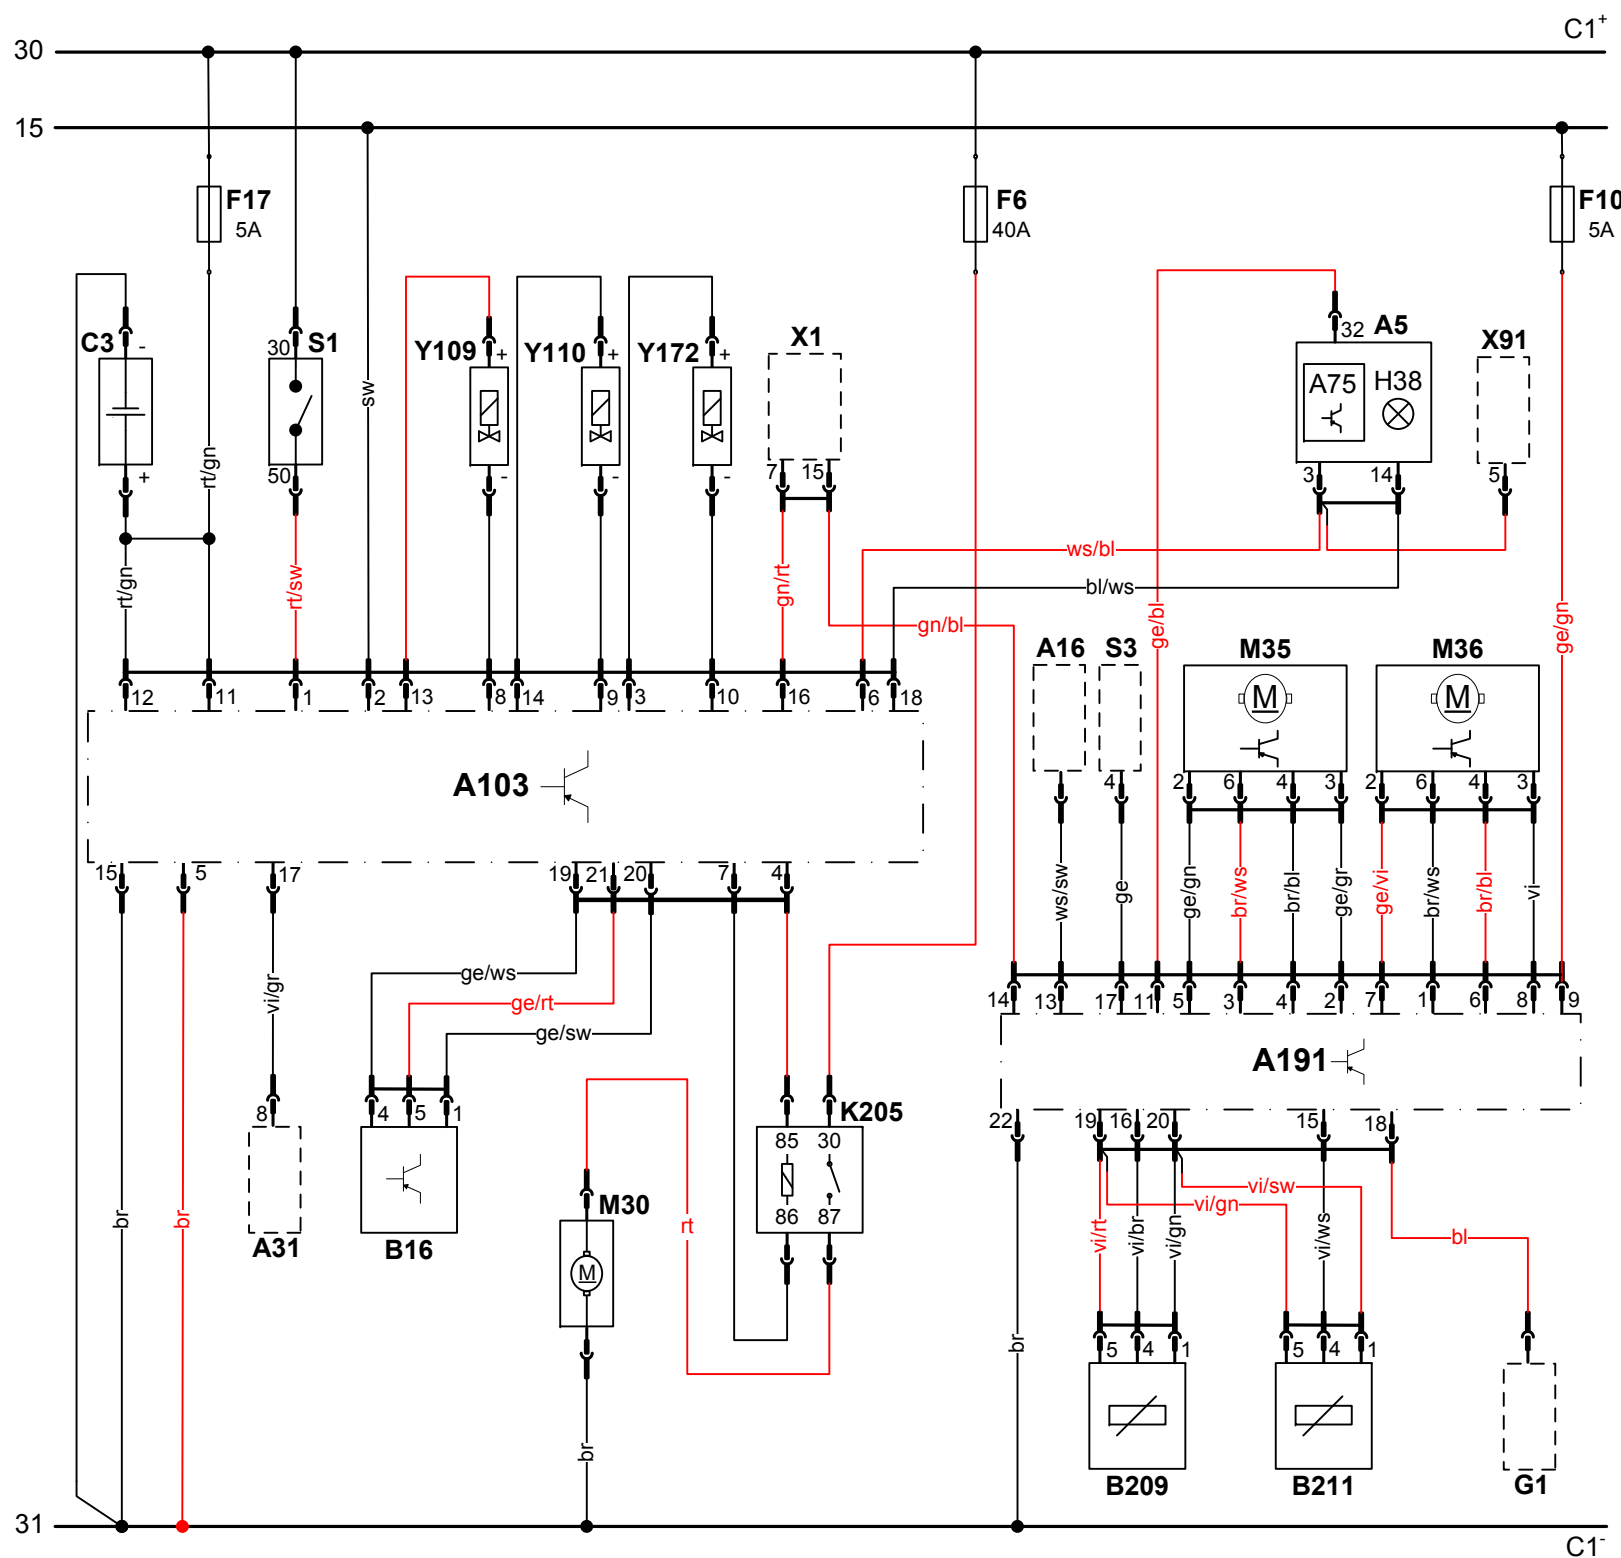 C1+
30
15
F17
5A
F6
40A
F10
5A
C3
-
+
S1
30
50
sw
Y109
+
-
Y110
+
-
Y172
+
-
X1
7 15
32 A5
A75 H38
3 14
X91
5
rt/gn
rt/gn
rt/sw
gn/rt
ws/bl
bl/ws
gn/bl
ge/bl
ge/gn
A16 S3 M35 M36
M
M
12 11 1 2 13 8 14 9 3 10 16 6 18
A103
4 2 6 4 3 2 6 4 3
15 5 17 19 21 20 7 4
ws/sw
ge
ge/gn
br/ws
br/bl
ge/gr
ge/vi
br/ws
br/bl
vi
ge/ws
ge/rt
ge/sw
vi/gr
14 13 17 11 5 3 4 2 7 1 6 8 9
A191
8
4 5 1
K205
85 30
86 87
22 19 16 20 15 18
A31
B16
M30
M
br
br
rt
vi/rt
vi/br
vi/gn
vi/gn
vi/sw
vi/ws
bl
br
br
5 4 1
5 4 1
B209
B211
G1
31
C1-